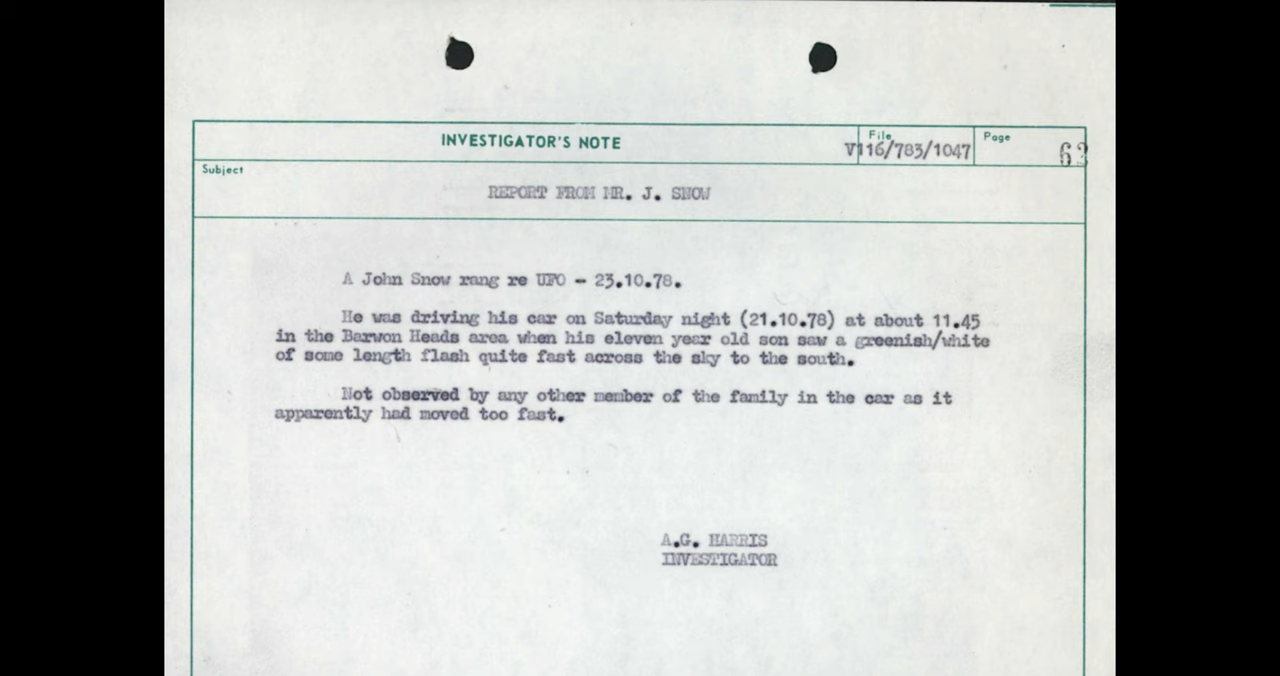 INVESTIGATOR'S NOTE
File
V116/783/1047
Page
63
Subject
REPORT FROM MR. J. SNOW
A John Snow rang re UFO - 23.10.78.
He was driving his car on Saturday night (21.10.78) at about 11.45
in the Barwon Heads area when his eleven year old son saw a greenish/white
of some length flash quite fast across the sky to the south.
Not observed by any other member of the family in the car as it
apparently had moved too fast.
A.G. HARRIS
INVESTIGATOR